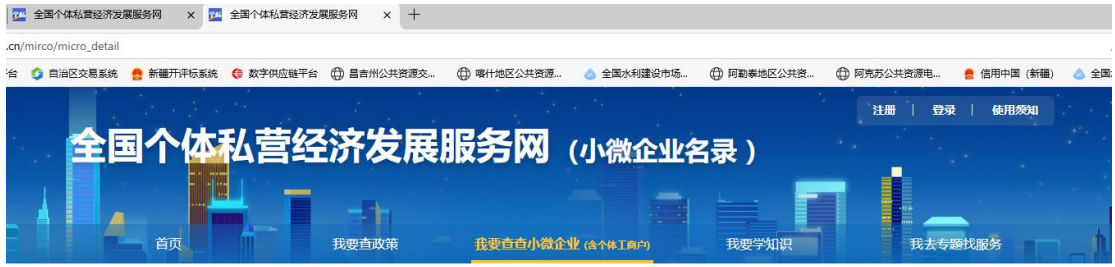 全国个体私营经济发展服务网 × 全国个体私营经济发展服务网 × +
.cn/mirco/micro_detail
台 自治区交易系统 新疆开评标系统 数字供应链平台 昌吉州公共资源交... 喀什地区公共资源... 全国水利建设市场... 阿勒泰地区公共资... 阿克苏公共资源电... 信用中国（新疆） 全国
注册 | 登录 | 使用须知
全国个体私营经济发展服务网（小微企业名录）
首页 我要查政策 我要查查小微企业 (含个体工商户) 我要学知识 我去专题找服务